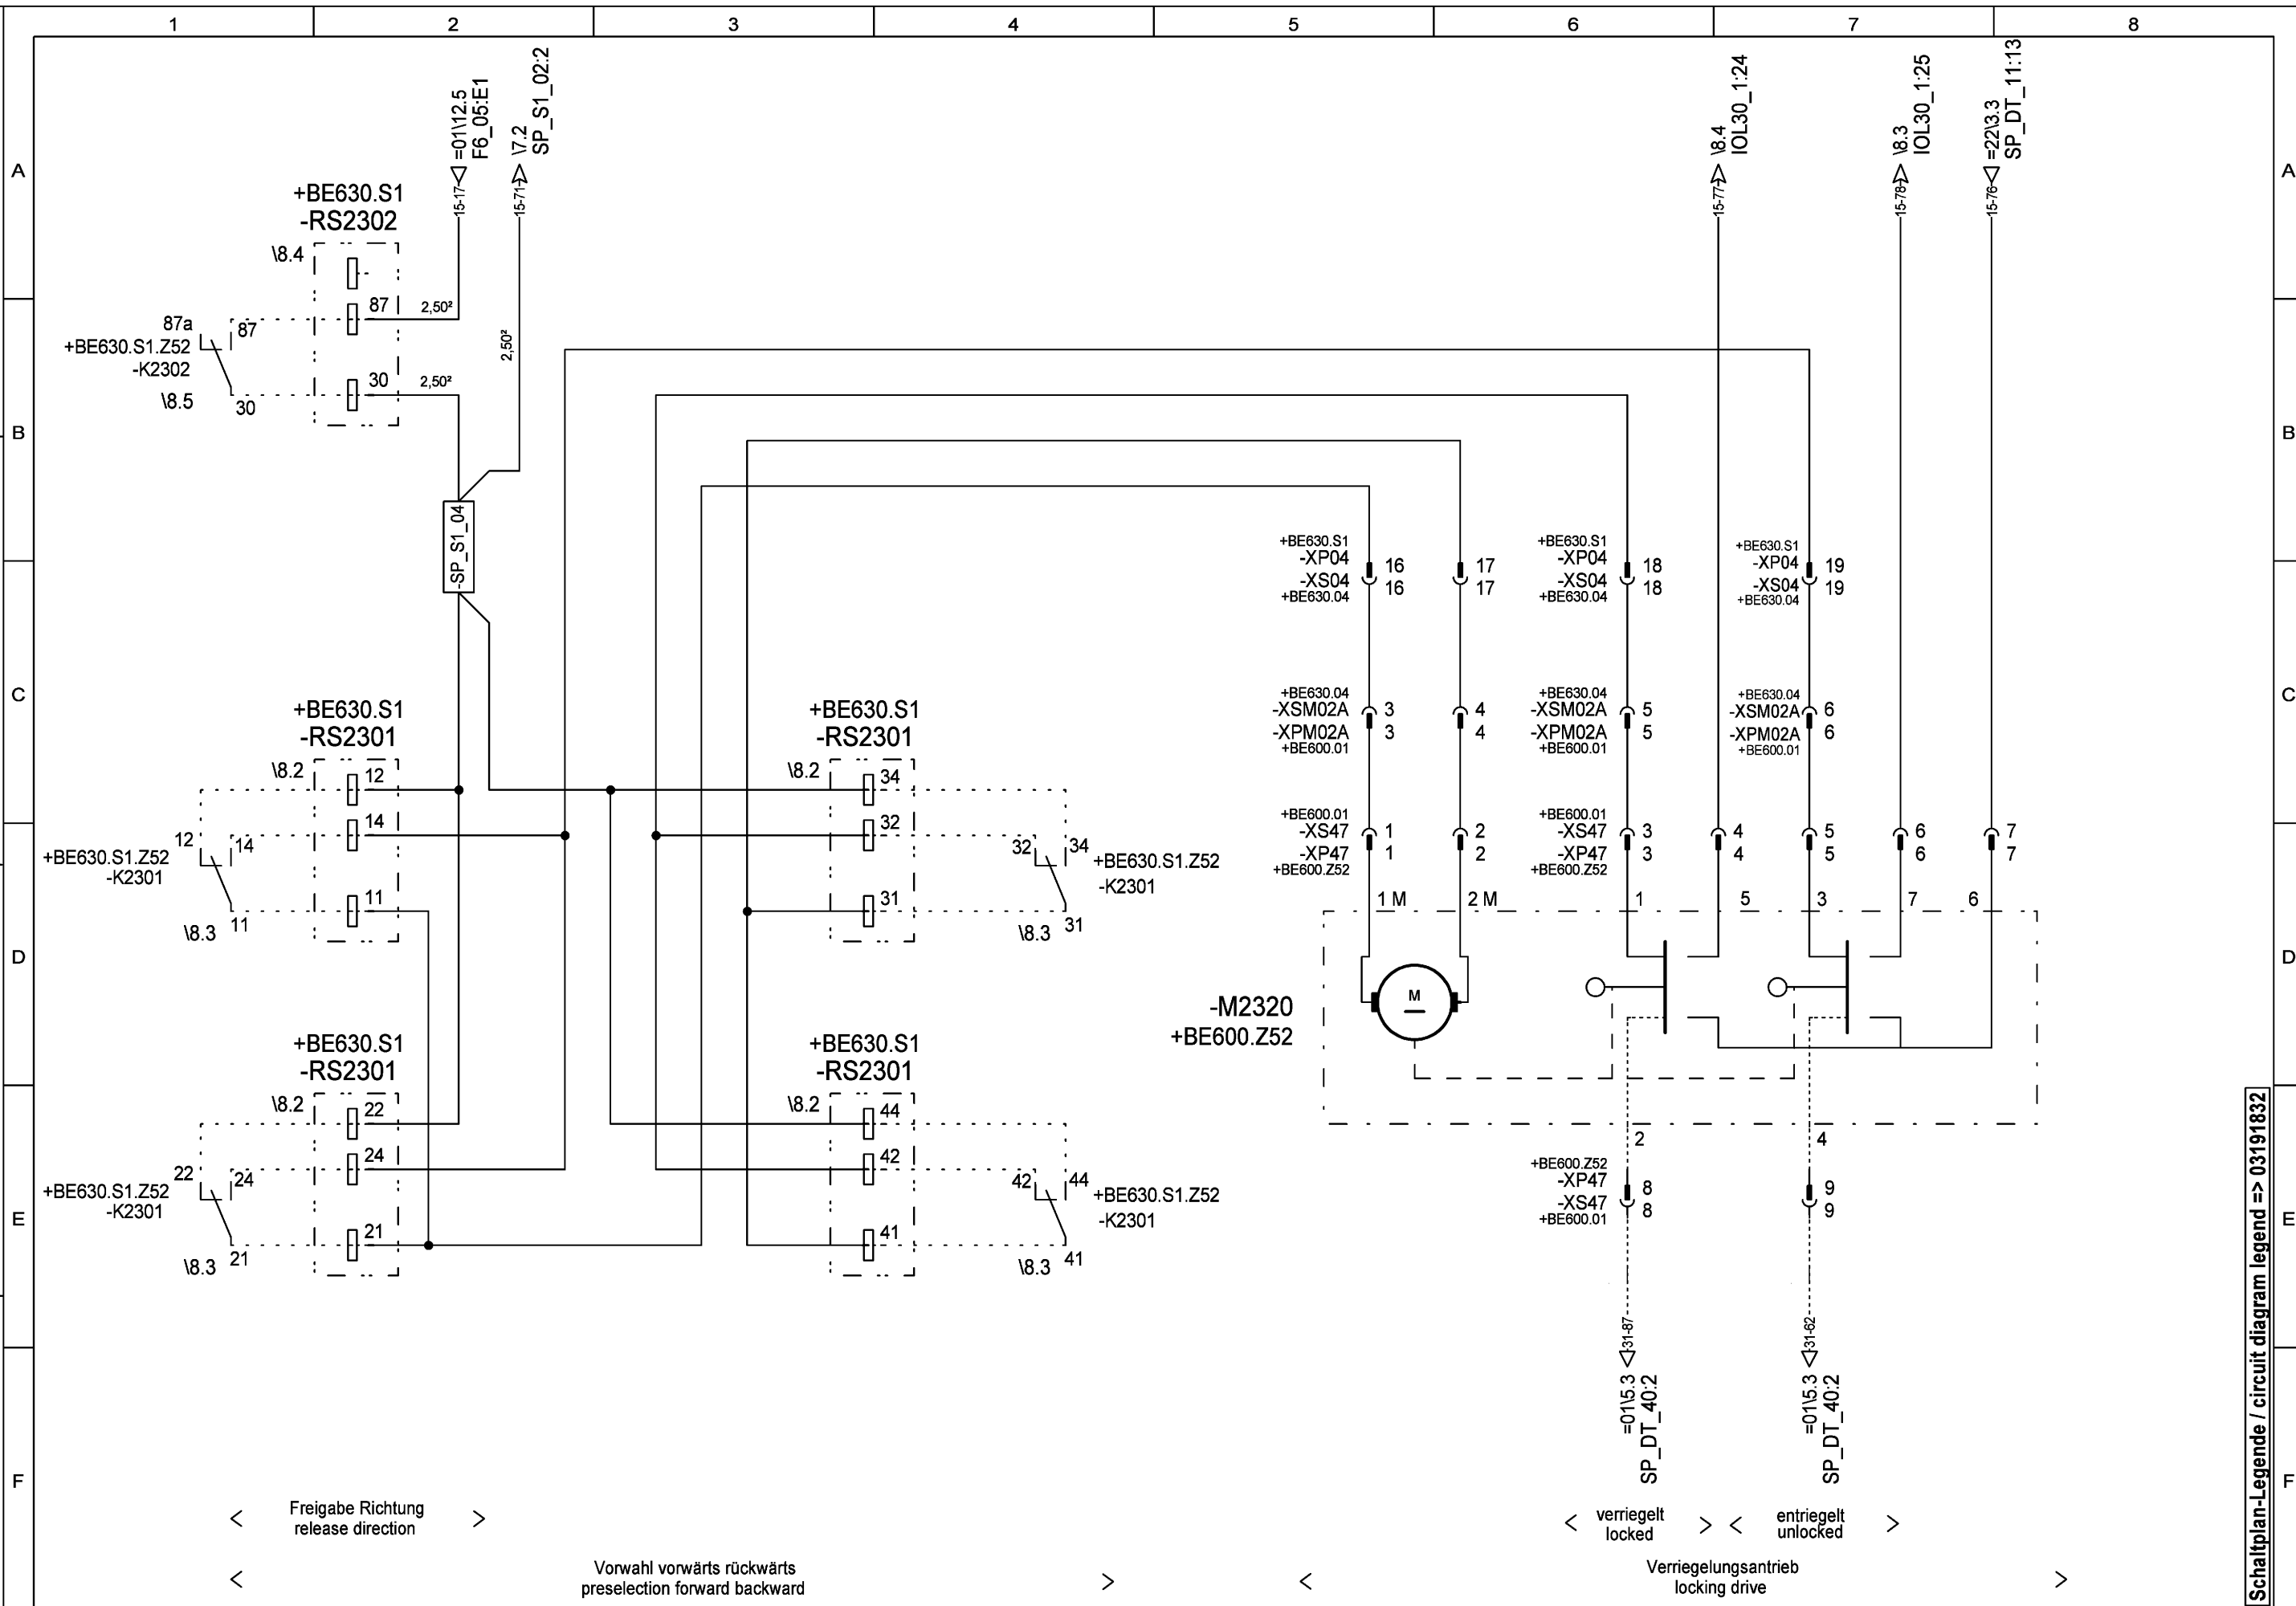 1 2 3 4 5 6 7 8
A
B
C
D
E
F
A
B
C
D
E
F
15-17
=01\12.5
F6_05:E1
15-71
\7.2
SP_S1_02:2
15-77
\8.4
IOL30_1:24
15-78
\8.3
IOL30_1:25
15-76
=22\3.3
SP_DT_11:13
+BE630.S1
-RS2302
\8.4
87
2,50²
30
2,50²
2,50²
87a
87
+BE630.S1.Z52
-K2302
\8.5
30
-SP_S1_04
+BE630.S1
-RS2301
\8.2
12
14
11
12
14
+BE630.S1.Z52
-K2301
\8.3
11
+BE630.S1
-RS2301
\8.2
34
32
31
32
34
+BE630.S1.Z52
-K2301
\8.3
31
+BE630.S1
-RS2301
\8.2
22
24
21
22
24
+BE630.S1.Z52
-K2301
\8.3
21
+BE630.S1
-RS2301
\8.2
44
42
41
42
44
+BE630.S1.Z52
-K2301
\8.3
41
+BE630.S1
-XP04
-XS04
+BE630.04
16
16
17
17
+BE630.S1
-XP04
-XS04
+BE630.04
18
18
+BE630.S1
-XP04
-XS04
+BE630.04
19
19
+BE630.04
-XSM02A
-XPM02A
+BE600.01
3
3
4
4
+BE630.04
-XSM02A
-XPM02A
+BE600.01
5
5
+BE630.04
-XSM02A
-XPM02A
+BE600.01
6
6
+BE600.01
-XS47
-XP47
+BE600.Z52
1
1
2
2
+BE600.01
-XS47
-XP47
+BE600.Z52
3
3
4
4
5
5
6
6
7
7
1 M
2 M
1
5
3
7
6
M
-M2320
+BE600.Z52
2
4
+BE600.Z52
-XP47
-XS47
+BE600.01
8
8
9
9
31-87
=01\5.3
SP_DT_40:2
31-62
=01\5.3
SP_DT_40:2
< Freigabe Richtung >
release direction
< Vorwahl vorwärts rückwärts >
preselection forward backward
< verriegelt >
locked
< entriegelt >
unlocked
< Verriegelungsantrieb >
locking drive
Schaltplan-Legende / circuit diagram legend => 03191832